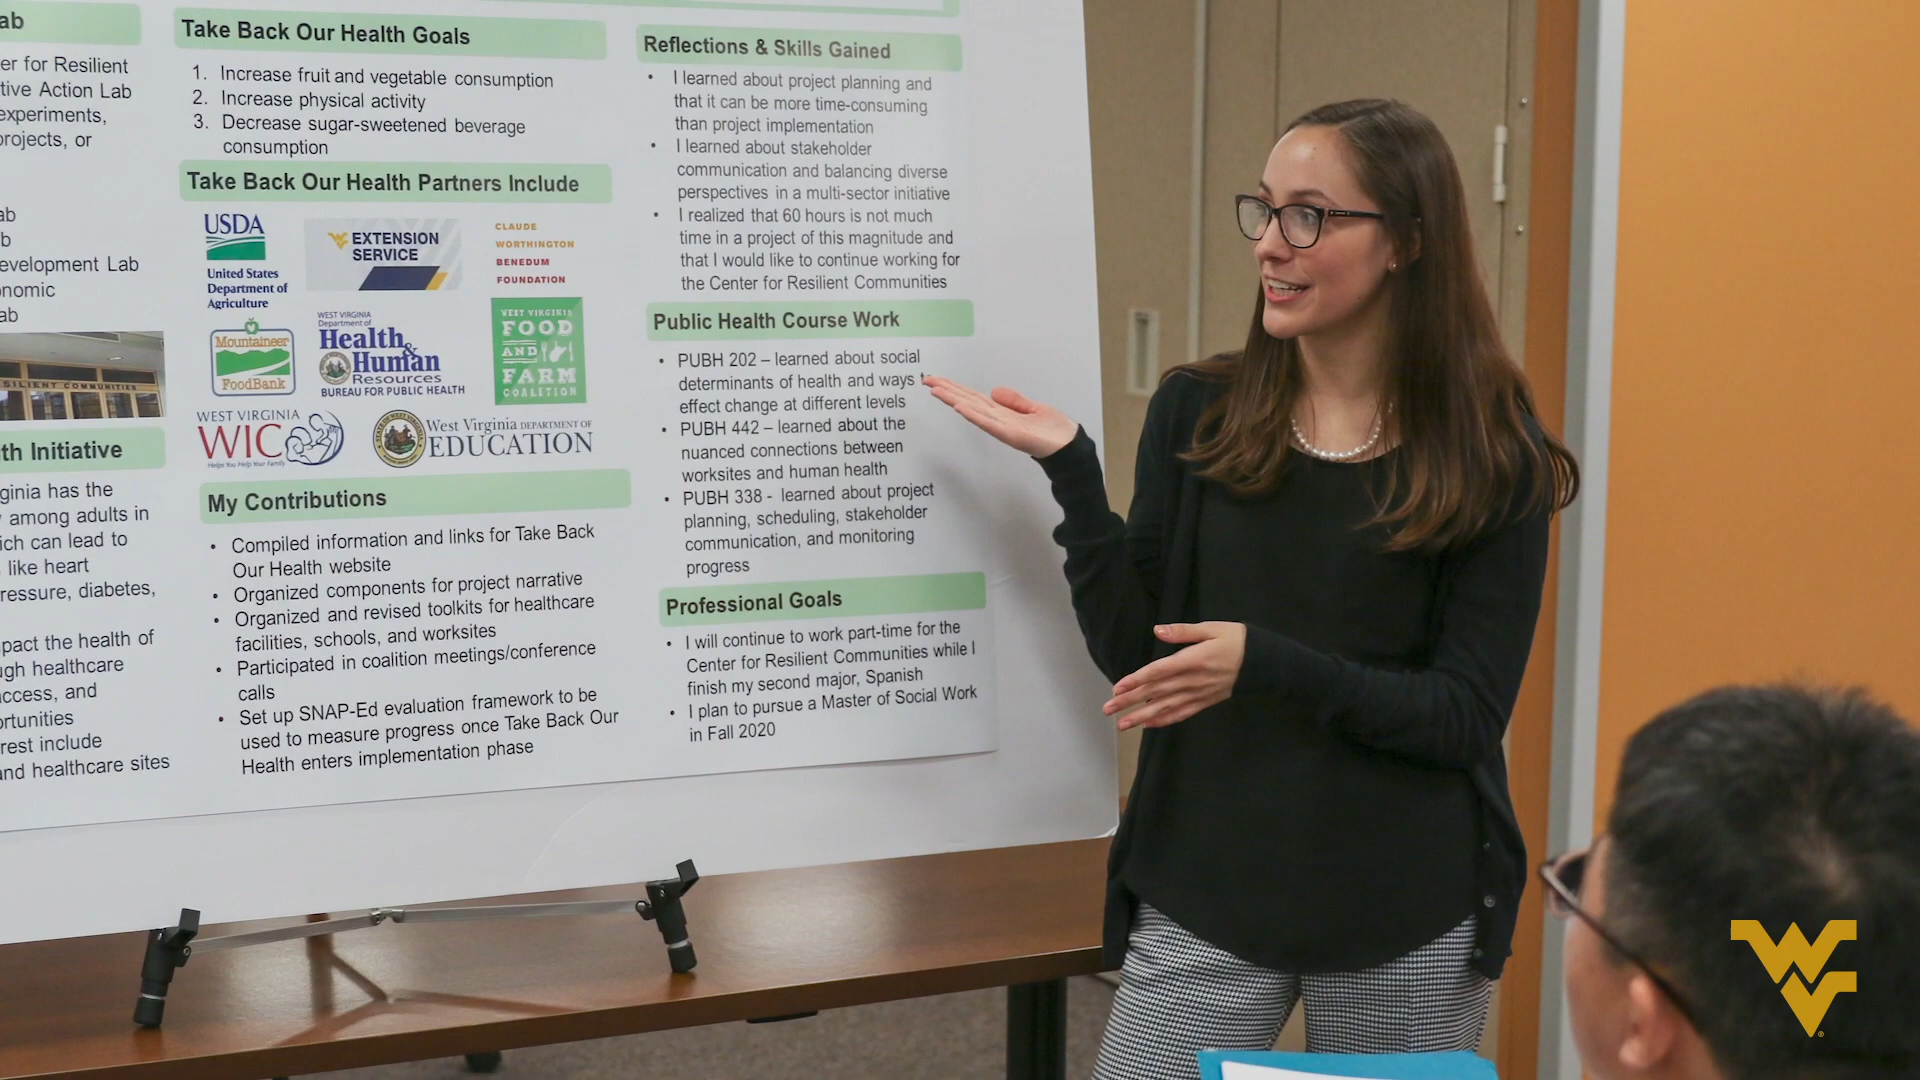 ab
er for Resilient
tive Action Lab
experiments,
projects, or
ab
b
evelopment Lab
nomic
ab
SILIENT COMMUNITIES
th Initiative
ginia has the
among adults in
ich can lead to
like heart
ressure, diabetes,
pact the health of
ugh healthcare
ccess, and
ortunities
rest include
and healthcare sites
Take Back Our Health Goals
1. Increase fruit and vegetable consumption
2. Increase physical activity
3. Decrease sugar-sweetened beverage
consumption
Take Back Our Health Partners Include
USDA
United States
Department of
Agriculture
WV EXTENSION
SERVICE
CLAUDE
WORTHINGTON
BENEDUM
FOUNDATION
Mountaineer
FoodBank
WEST VIRGINIA
Department of
Health &
Human
Resources
BUREAU FOR PUBLIC HEALTH
WEST VIRGINIA
FOOD
AND
FARM
COALITION
WEST VIRGINIA
WIC
Helps You Help Your Family
West Virginia DEPARTMENT OF
EDUCATION
My Contributions
• Compiled information and links for Take Back
Our Health website
• Organized components for project narrative
• Organized and revised toolkits for healthcare
facilities, schools, and worksites
• Participated in coalition meetings/conference
calls
• Set up SNAP-Ed evaluation framework to be
used to measure progress once Take Back Our
Health enters implementation phase
Reflections & Skills Gained
• I learned about project planning and
that it can be more time-consuming
than project implementation
• I learned about stakeholder
communication and balancing diverse
perspectives in a multi-sector initiative
• I realized that 60 hours is not much
time in a project of this magnitude and
that I would like to continue working for
the Center for Resilient Communities
Public Health Course Work
• PUBH 202 – learned about social
determinants of health and ways
effect change at different levels
• PUBH 442 – learned about the
nuanced connections between
worksites and human health
• PUBH 338 - learned about project
planning, scheduling, stakeholder
communication, and monitoring
progress
Professional Goals
• I will continue to work part-time for the
Center for Resilient Communities while I
finish my second major, Spanish
• I plan to pursue a Master of Social Work
in Fall 2020
WV